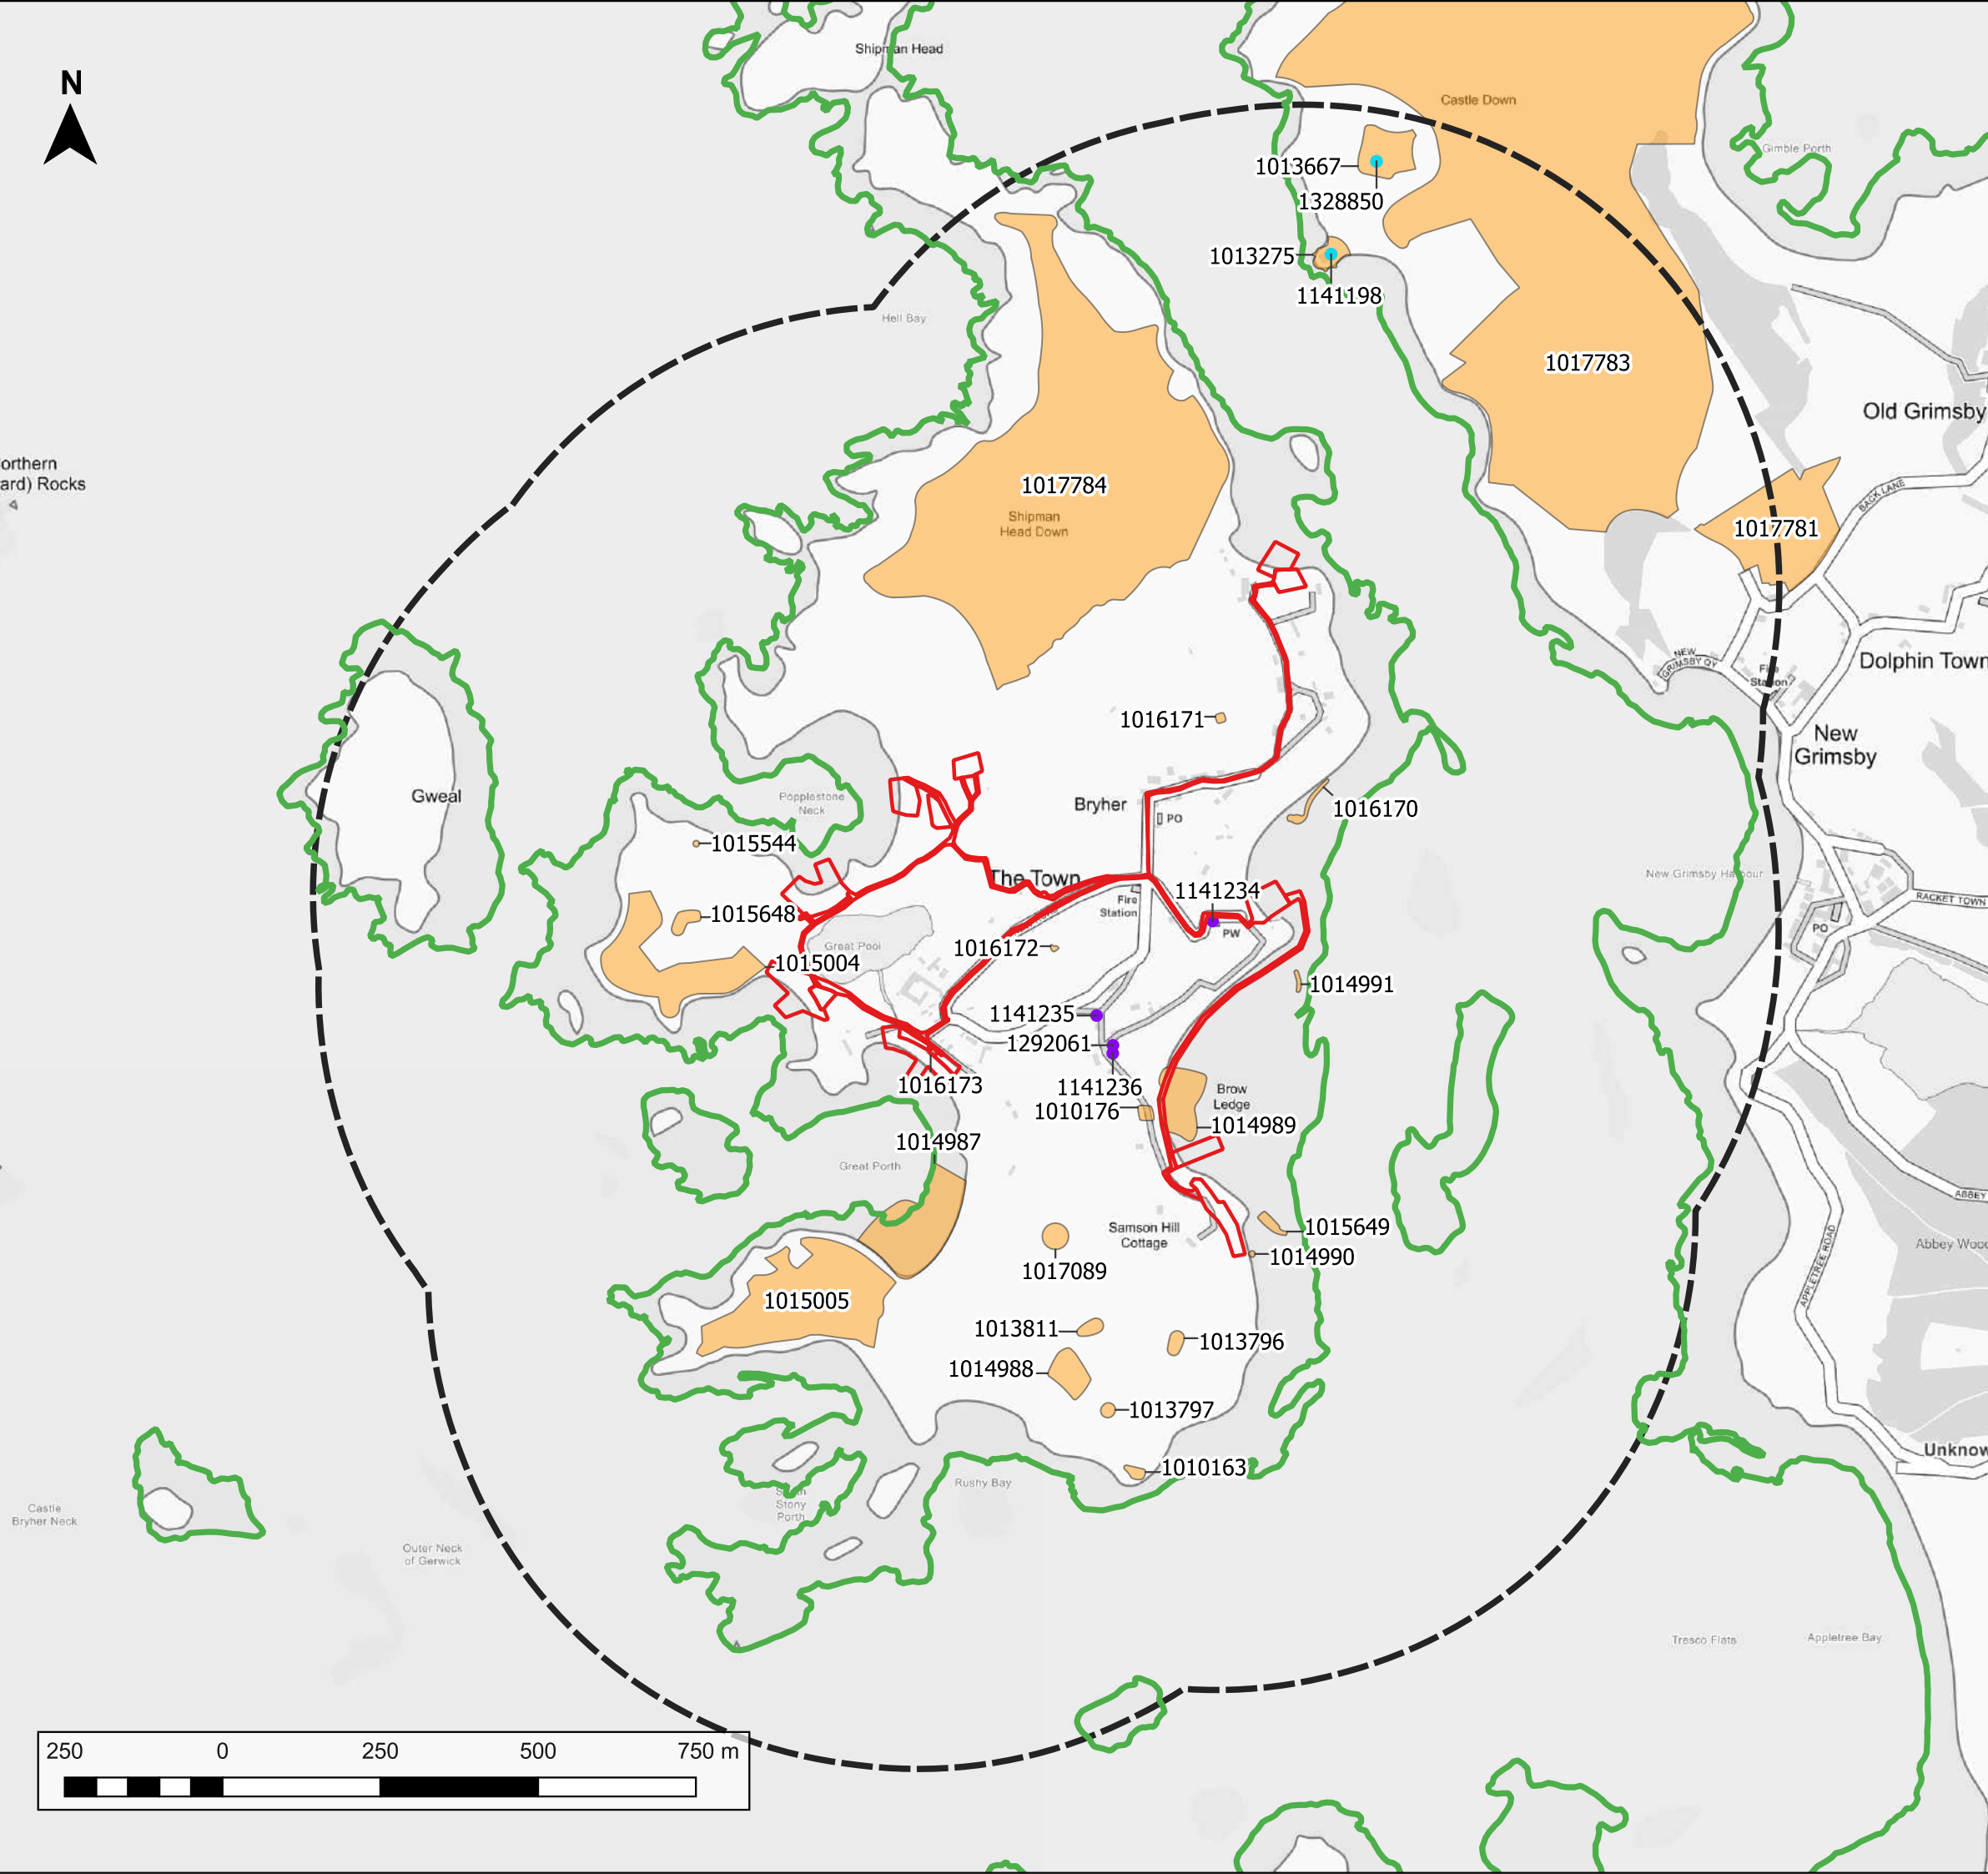 Shipman Head
N
Castle Down
Gimble Porth
1013667
1328850
1013275
1141198
Hell Bay
1017783
Old Grimsby
orthern
ard) Rocks
1017784
Shipman
Head Down
BACK LANE
1017781
NEW
GRIMSBY QY
Fire
Station
Dolphin Town
1016171
New
Grimsby
Gweal
Popplestone
Neck
Bryher
1016170
PO
1015544
The Town
New Grimsby Harbour
1141234
Fire
Station
RACKET TOWN
1015648
PW
PO
Great Pool
1016172
1015004
1014991
1141235
1292061
1016173
1141236
Brow
Ledge
1010176
1014989
1014987
Great Porth
ABBEY
1015649
Samson Hill
Cottage
1014990
1017089
APPLETREE ROAD
Abbey Wood
1015005
1013811
1013796
1014988
1013797
Unknow
1010163
Rushy Bay
Stony
Porth
Castle
Bryher Neck
Outer Neck
of Gerwick
Tresco Flats
Appletree Bay
250 0 250 500 750 m